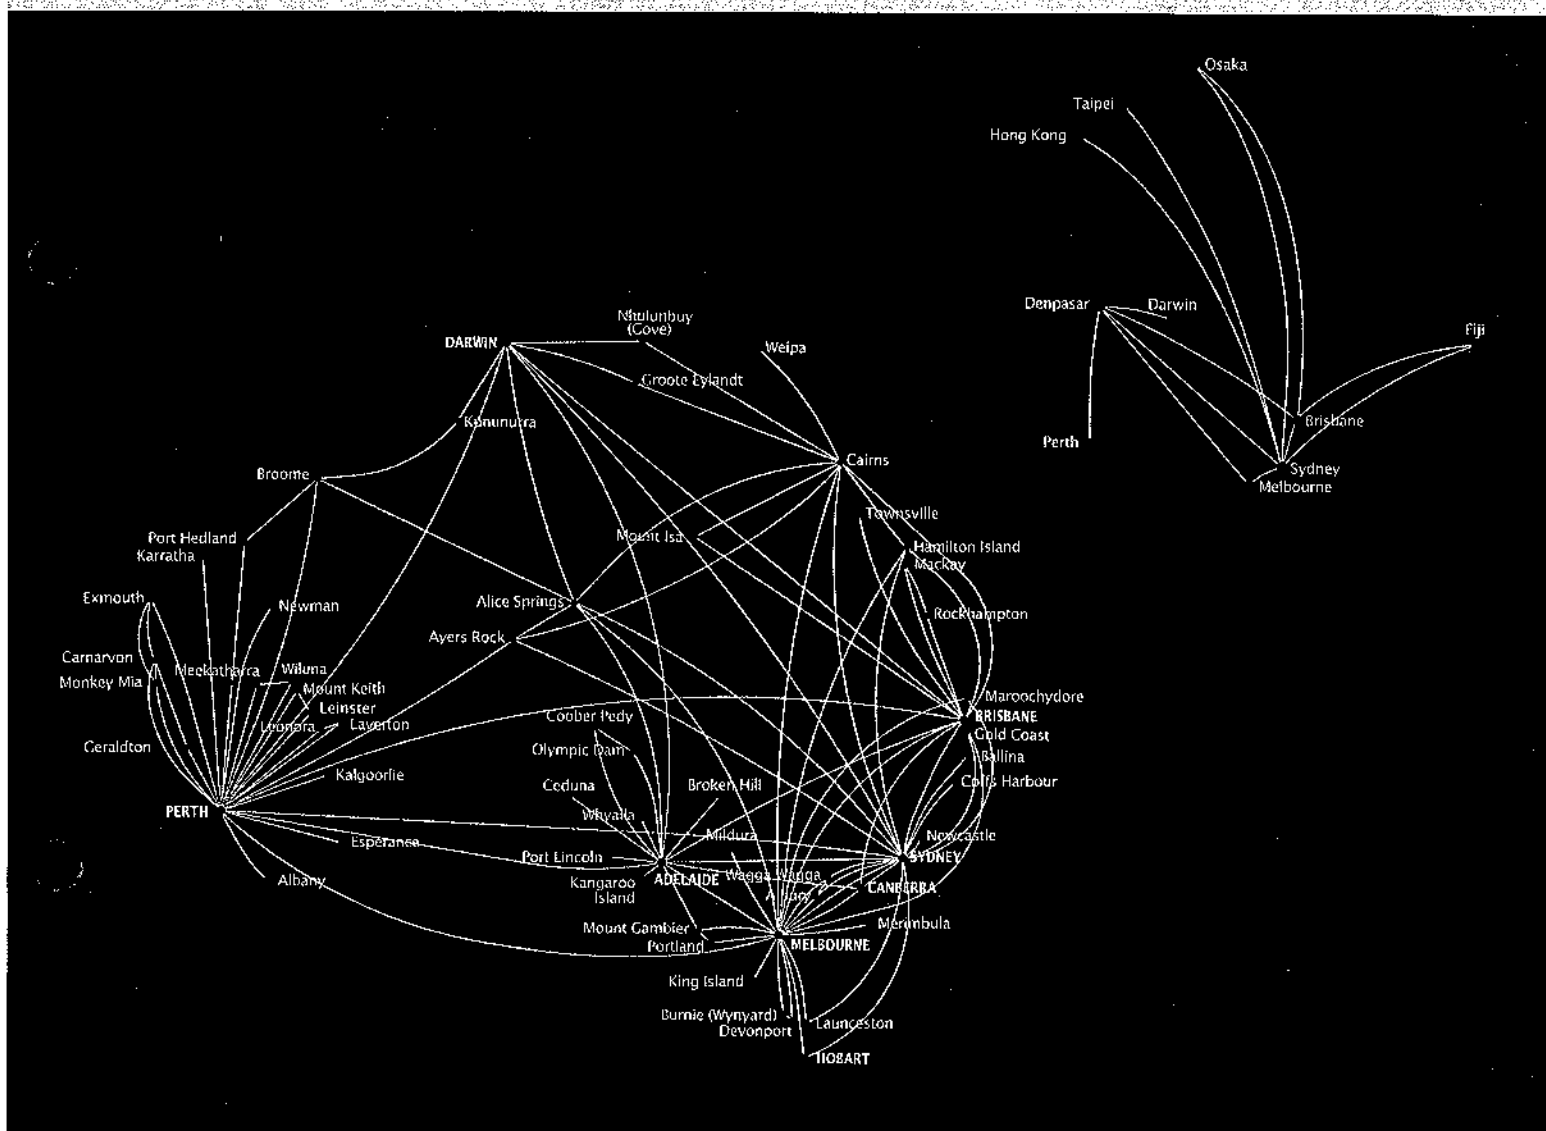 Osaka
Taipei
Hong Kong
Denpasar
Darwin
Fiji
Brisbane
Perth
Sydney
Melbourne
Nhulunbuy
(Gove)
DARWIN
Weipa
Groote Eylandt
Kununurra
Cairns
Broome
Townsville
Port Hedland
Mount Isa
Hamilton Island
Karratha
Mackay
Exmouth
Newman
Alice Springs
Rockhampton
Ayers Rock
Carnarvon
Meekatharra
Wiluna
Monkey Mia
Mount Keith
Maroochydore
Leinster
Coober Pedy
BRISBANE
Leonora
Laverton
Gold Coast
Geraldton
Olympic Dam
Ballina
Kalgoorlie
Ceduna
Broken Hill
Coffs Harbour
PERTH
Whyalla
Mildura
Newcastle
Esperance
Port Lincoln
SYDNEY
Albany
Kangaroo
Island
ADELAIDE
Wagga Wagga
CANBERRA
Albury
Mount Gambier
Merimbula
Portland
MELBOURNE
King Island
Burnie (Wynyard)
Devonport
Launceston
HOBART